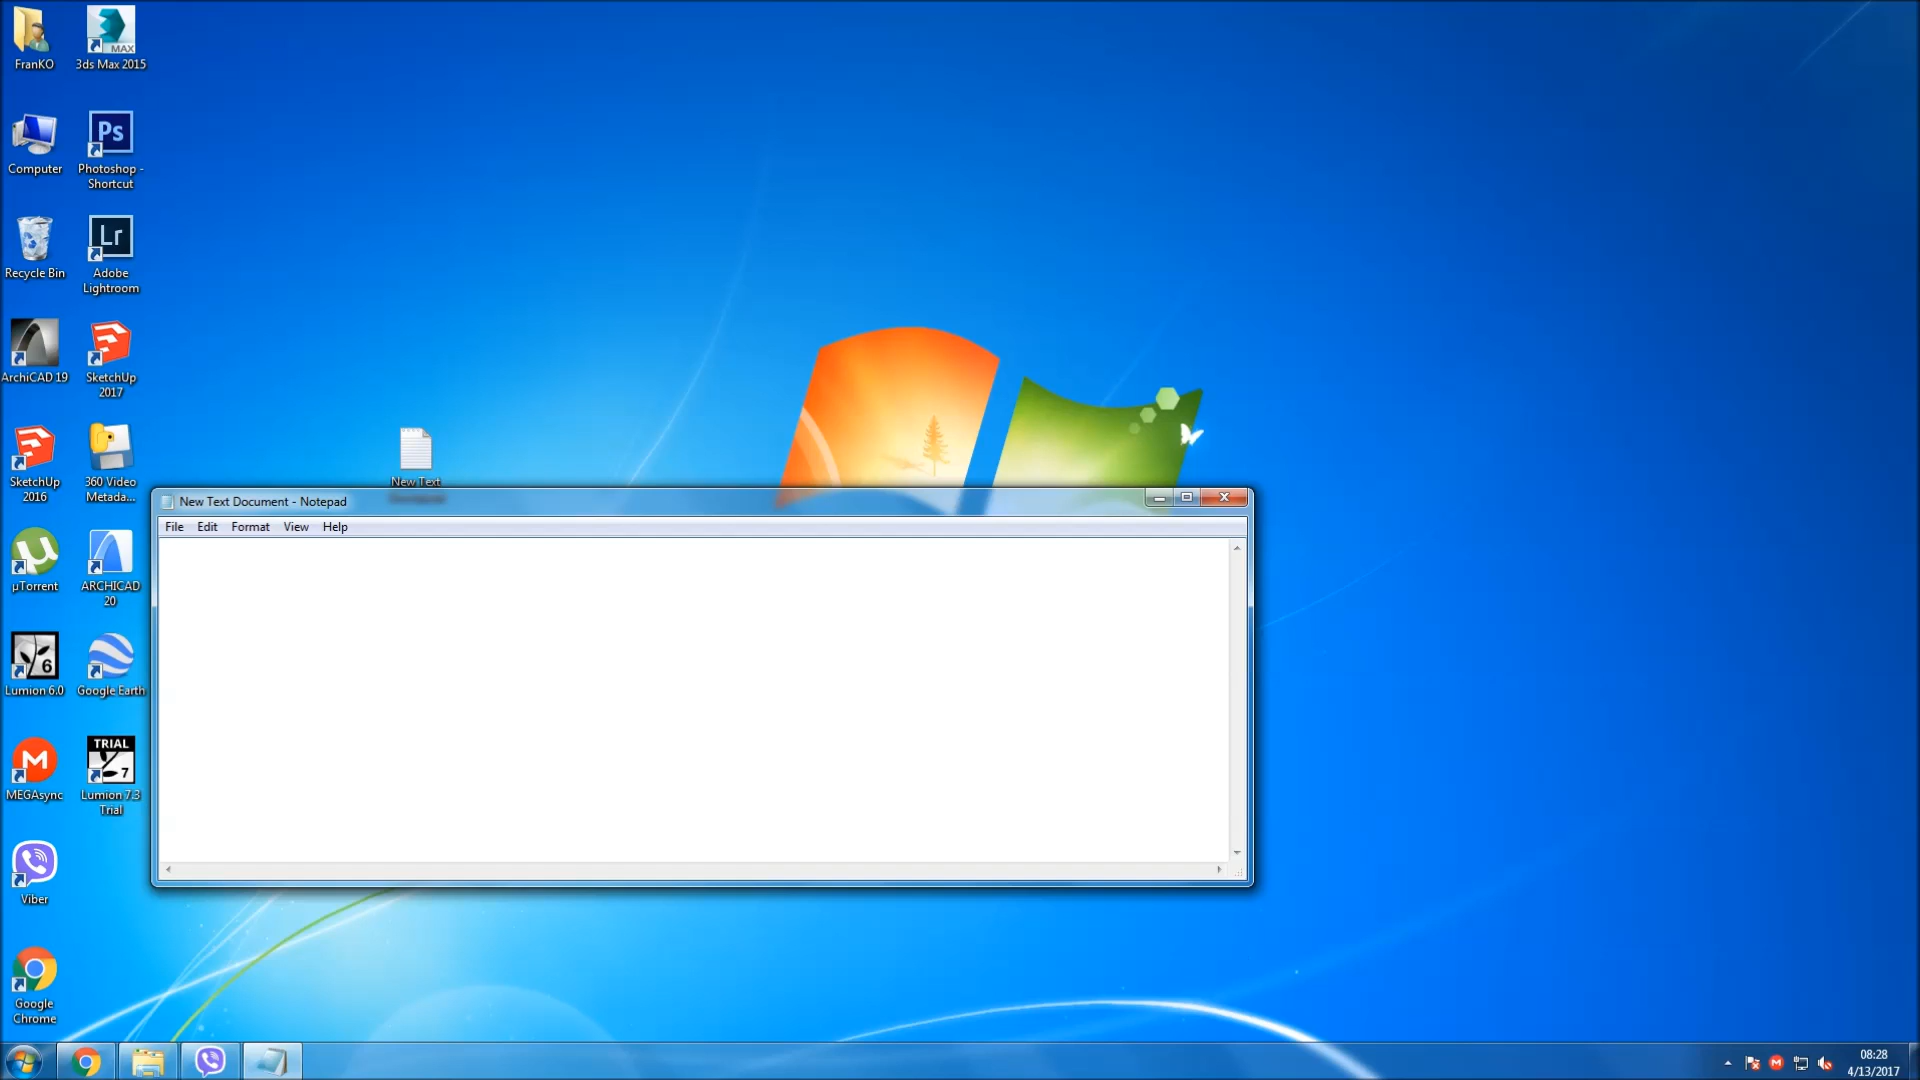 FranKO
3ds Max 2015
MAX
Computer
Ps
Photoshop -
Shortcut
Recycle Bin
Lr
Adobe
Lightroom
ArchiCAD 19
SketchUp
2017
SketchUp
2016
360 Video
Metada...
New Text
µTorrent
ARCHICAD
20
6
Lumion 6.0
Google Earth
M
MEGAsync
TRIAL
7
Lumion 7.3
Trial
Viber
Google
Chrome
New Text Document - Notepad
File Edit Format View Help
M
08:28
4/13/2017